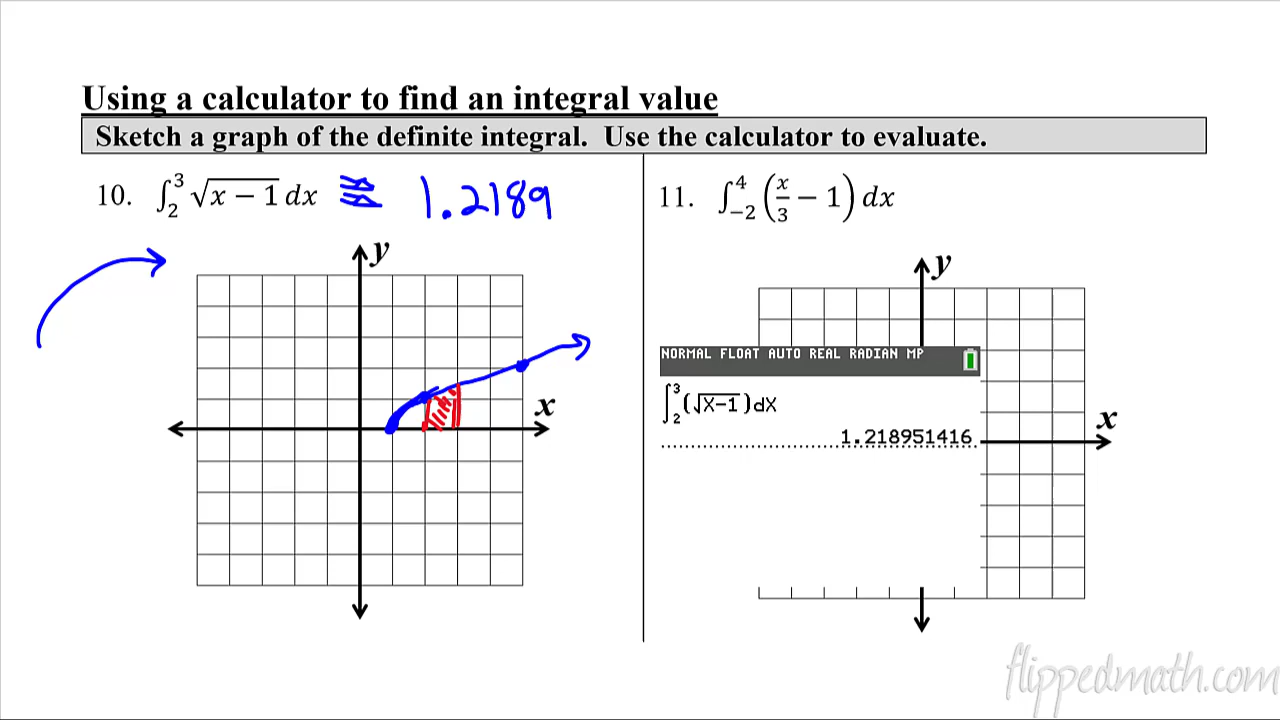 Using a calculator to find an integral value
Sketch a graph of the definite integral.  Use the calculator to evaluate.
10. ∫₂³ √(x − 1) dx ≈ 1.2189
y
x
11. ∫₋₂⁴ (x/3 − 1) dx
y
NORMAL FLOAT AUTO REAL RADIAN MP
∫₂³(√X-1)dX
1.218951416
x
flippedmath.com